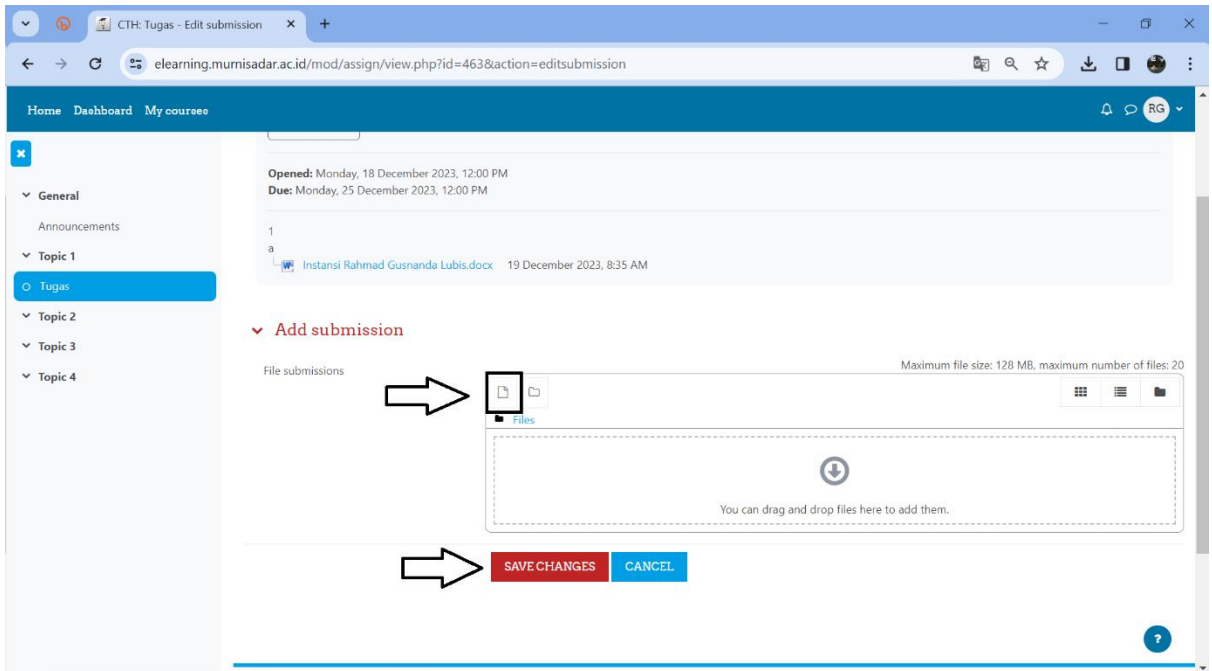 CTH: Tugas - Edit submission
elearning.murnisadar.ac.id/mod/assign/view.php?id=463&action=editsubmission
Home Dashboard My courses
RG
General
Announcements
Topic 1
Tugas
Topic 2
Topic 3
Topic 4
Opened: Monday, 18 December 2023, 12:00 PM
Due: Monday, 25 December 2023, 12:00 PM
1
a
Instansi Rahmad Gusnanda Lubis.docx 19 December 2023, 8:35 AM
Add submission
File submissions
Maximum file size: 128 MB, maximum number of files: 20
Files
You can drag and drop files here to add them.
SAVE CHANGES CANCEL
?